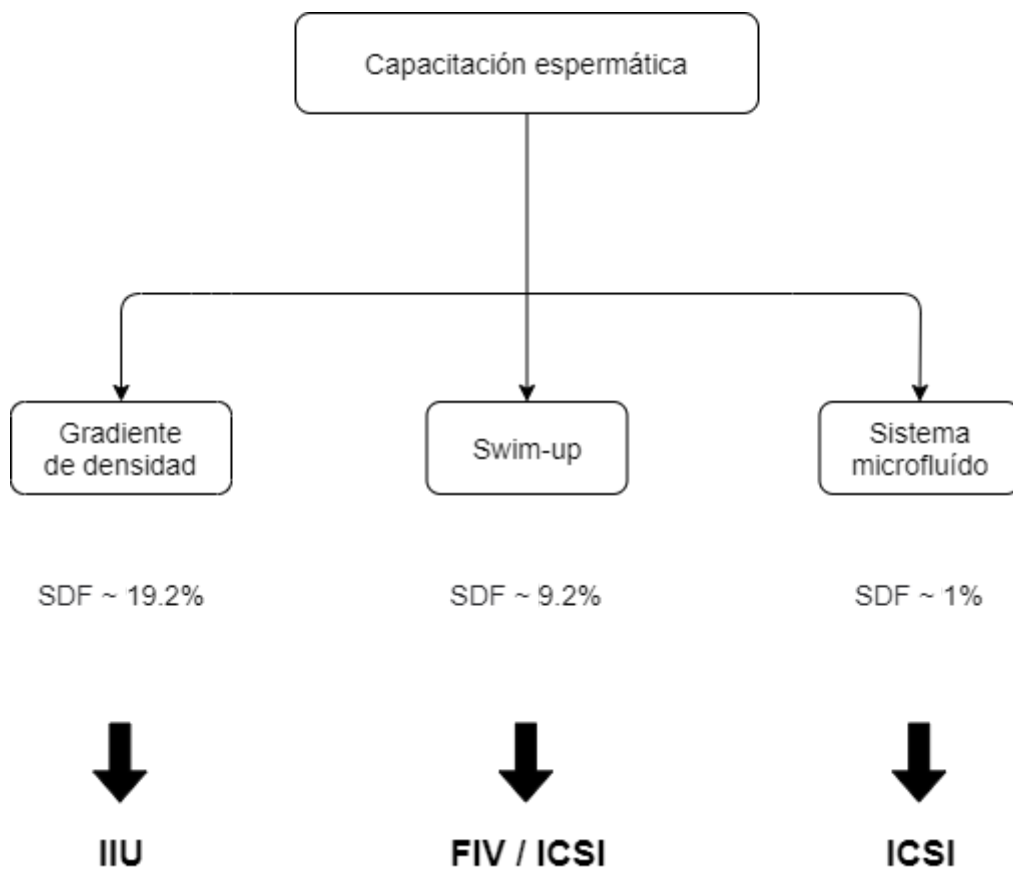 Capacitación espermática
Gradiente
de densidad
Swim-up
Sistema
microfluído
SDF ~ 19.2%
SDF ~ 9.2%
SDF ~ 1%
IIU
FIV / ICSI
ICSI